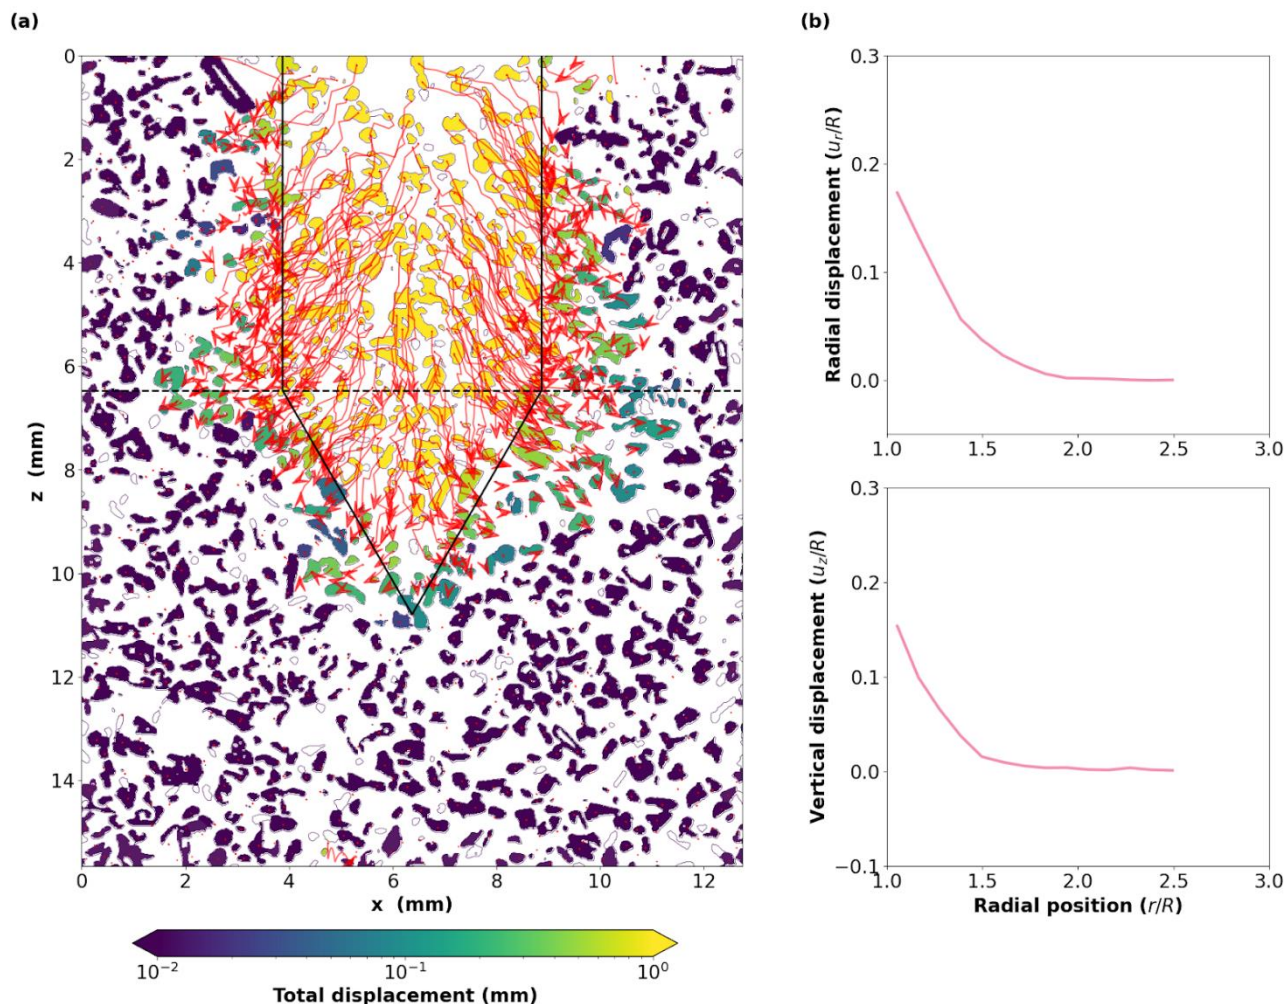 (a)
0
2
4
6
8
10
12
14
z (mm)
0 2 4 6 8 10 12
x (mm)
10⁻² 10⁻¹ 10⁰
Total displacement (mm)
(b)
0.3
0.2
0.1
0.0
Radial displacement (uᵣ/R)
1.0 1.5 2.0 2.5 3.0
0.3
0.2
0.1
0.0
−0.1
Vertical displacement (u_z/R)
1.0 1.5 2.0 2.5 3.0
Radial position (r/R)